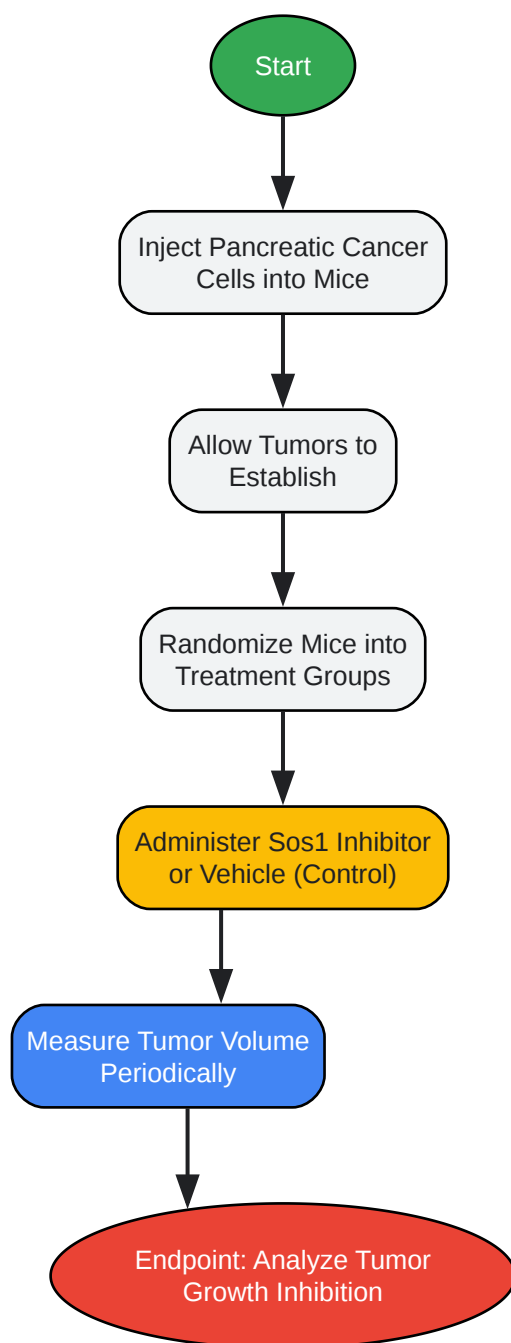 Start
Inject Pancreatic Cancer
Cells into Mice
Allow Tumors to
Establish
Randomize Mice into
Treatment Groups
Administer Sos1 Inhibitor
or Vehicle (Control)
Measure Tumor Volume
Periodically
Endpoint: Analyze Tumor
Growth Inhibition